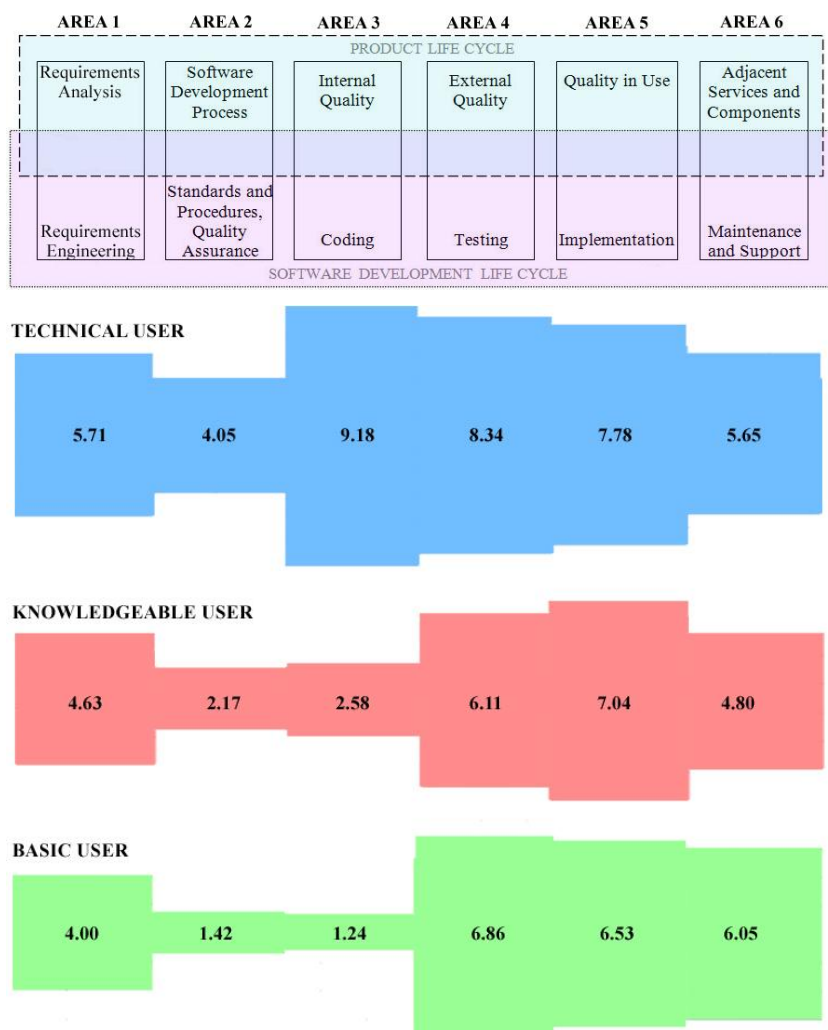 AREA 1 AREA 2 AREA 3 AREA 4 AREA 5 AREA 6
PRODUCT LIFE CYCLE
Requirements
Analysis
Software
Development
Process
Internal
Quality
External
Quality
Quality in Use
Adjacent
Services and
Components
Requirements
Engineering
Standards and
Procedures,
Quality
Assurance
Coding
Testing
Implementation
Maintenance
and Support
SOFTWARE DEVELOPMENT LIFE CYCLE
TECHNICAL USER
5.71 4.05 9.18 8.34 7.78 5.65
KNOWLEDGEABLE USER
4.63 2.17 2.58 6.11 7.04 4.80
BASIC USER
4.00 1.42 1.24 6.86 6.53 6.05